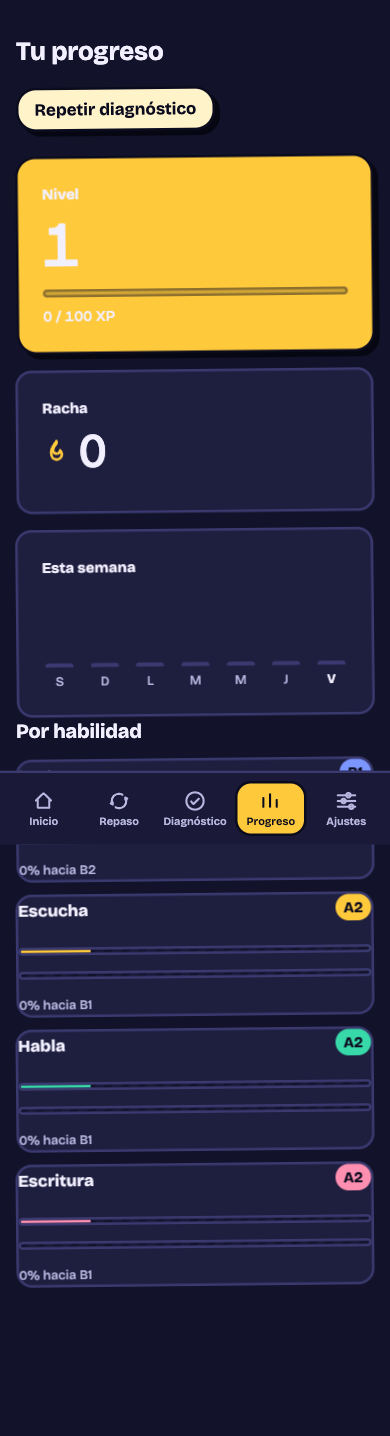 Tu progreso
Repetir diagnóstico
Nivel
1
0 / 100 XP
Racha
0
Esta semana
S D L M M J V
Por habilidad
Inicio Repaso Diagnóstico Progreso Ajustes
0% hacia B2
Escucha A2
0% hacia B1
Habla A2
0% hacia B1
Escritura A2
0% hacia B1